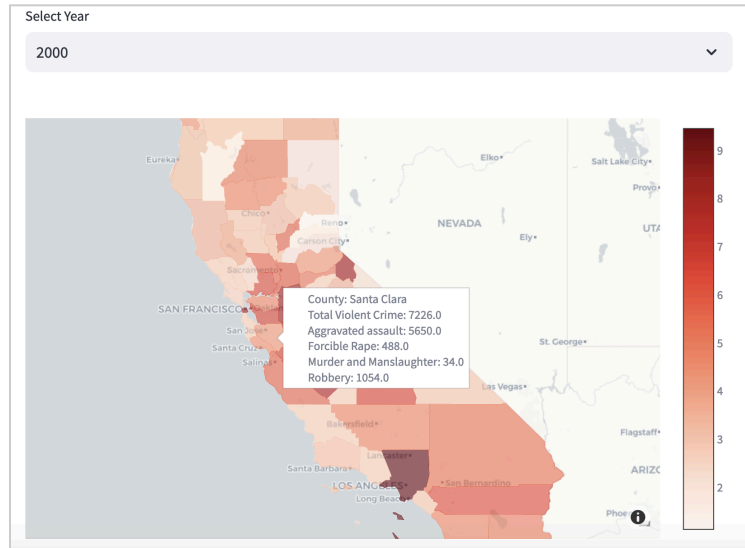 Select Year
2000
Eureka
Elko
Salt Lake City
Provo
Chico
Reno
NEVADA
UTA
Carson City
Ely
Sacramento
SAN FRANCISCO
Oakland
County: Santa Clara
Total Violent Crime: 7226.0
Aggravated assault: 5650.0
Forcible Rape: 488.0
Murder and Manslaughter: 34.0
Robbery: 1054.0
San Jose
Santa Cruz
Salinas
St. George
Las Vegas
Bakersfield
Flagstaff
Lancaster
Santa Barbara
ARIZO
LOS ANGELES
San Bernardino
Long Beach
Phoe
i
9
8
7
6
5
4
3
2